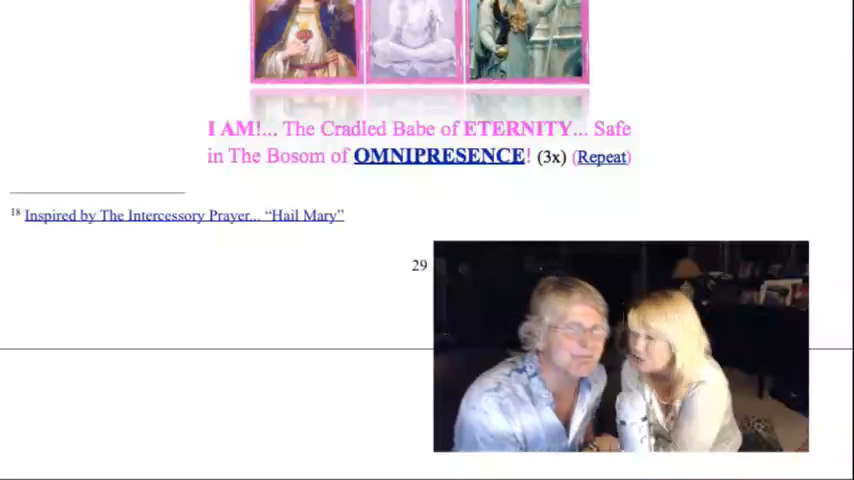 I AM!... The Cradled Babe of ETERNITY... Safe
in The Bosom of OMNIPRESENCE! (3x) (Repeat)
18 Inspired by The Intercessory Prayer... “Hail Mary”
29